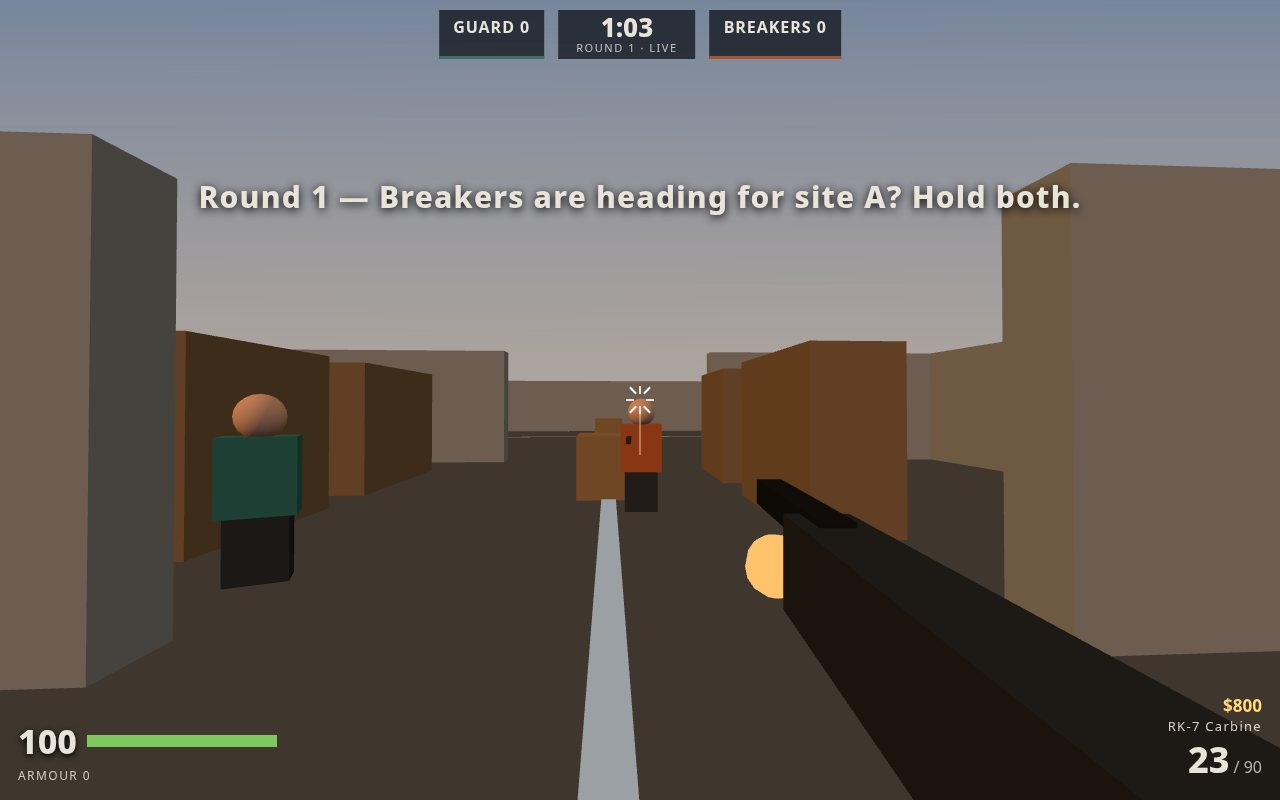 GUARD 0
1:03
ROUND 1 · LIVE
BREAKERS 0
Round 1 — Breakers are heading for site A? Hold both.
100
ARMOUR 0
$800
RK-7 Carbine
23 / 90